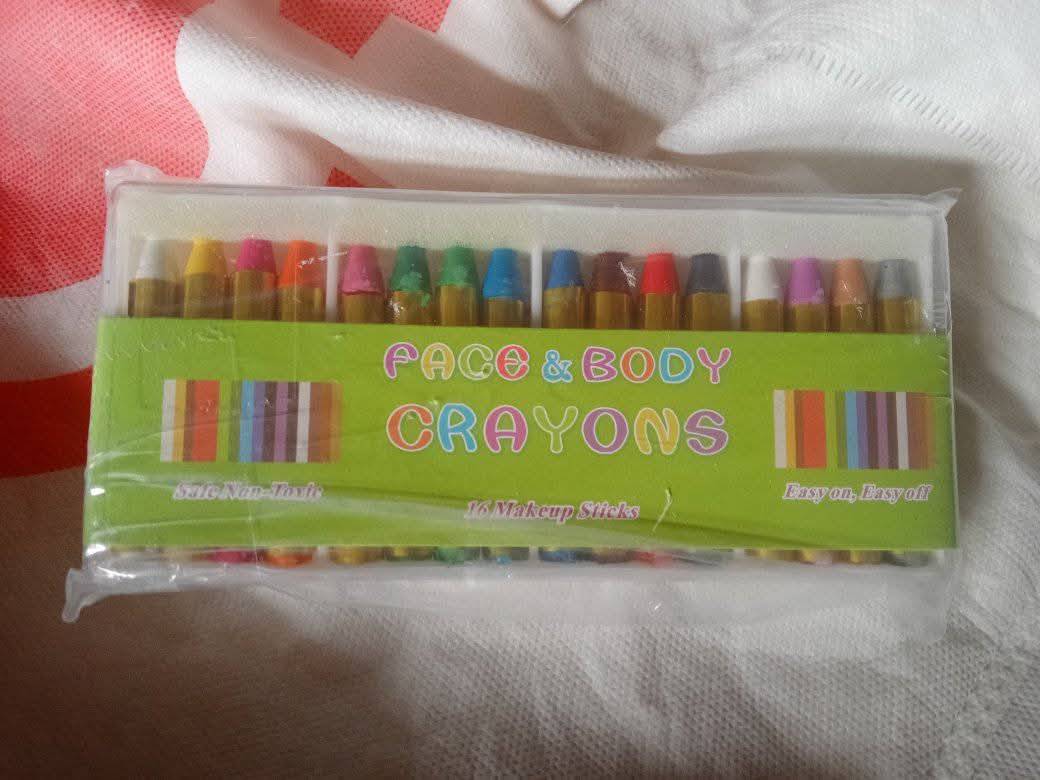 FACE & BODY
CRAYONS
Safe Non-Toxic
16 Makeup Sticks
Easy on, Easy off